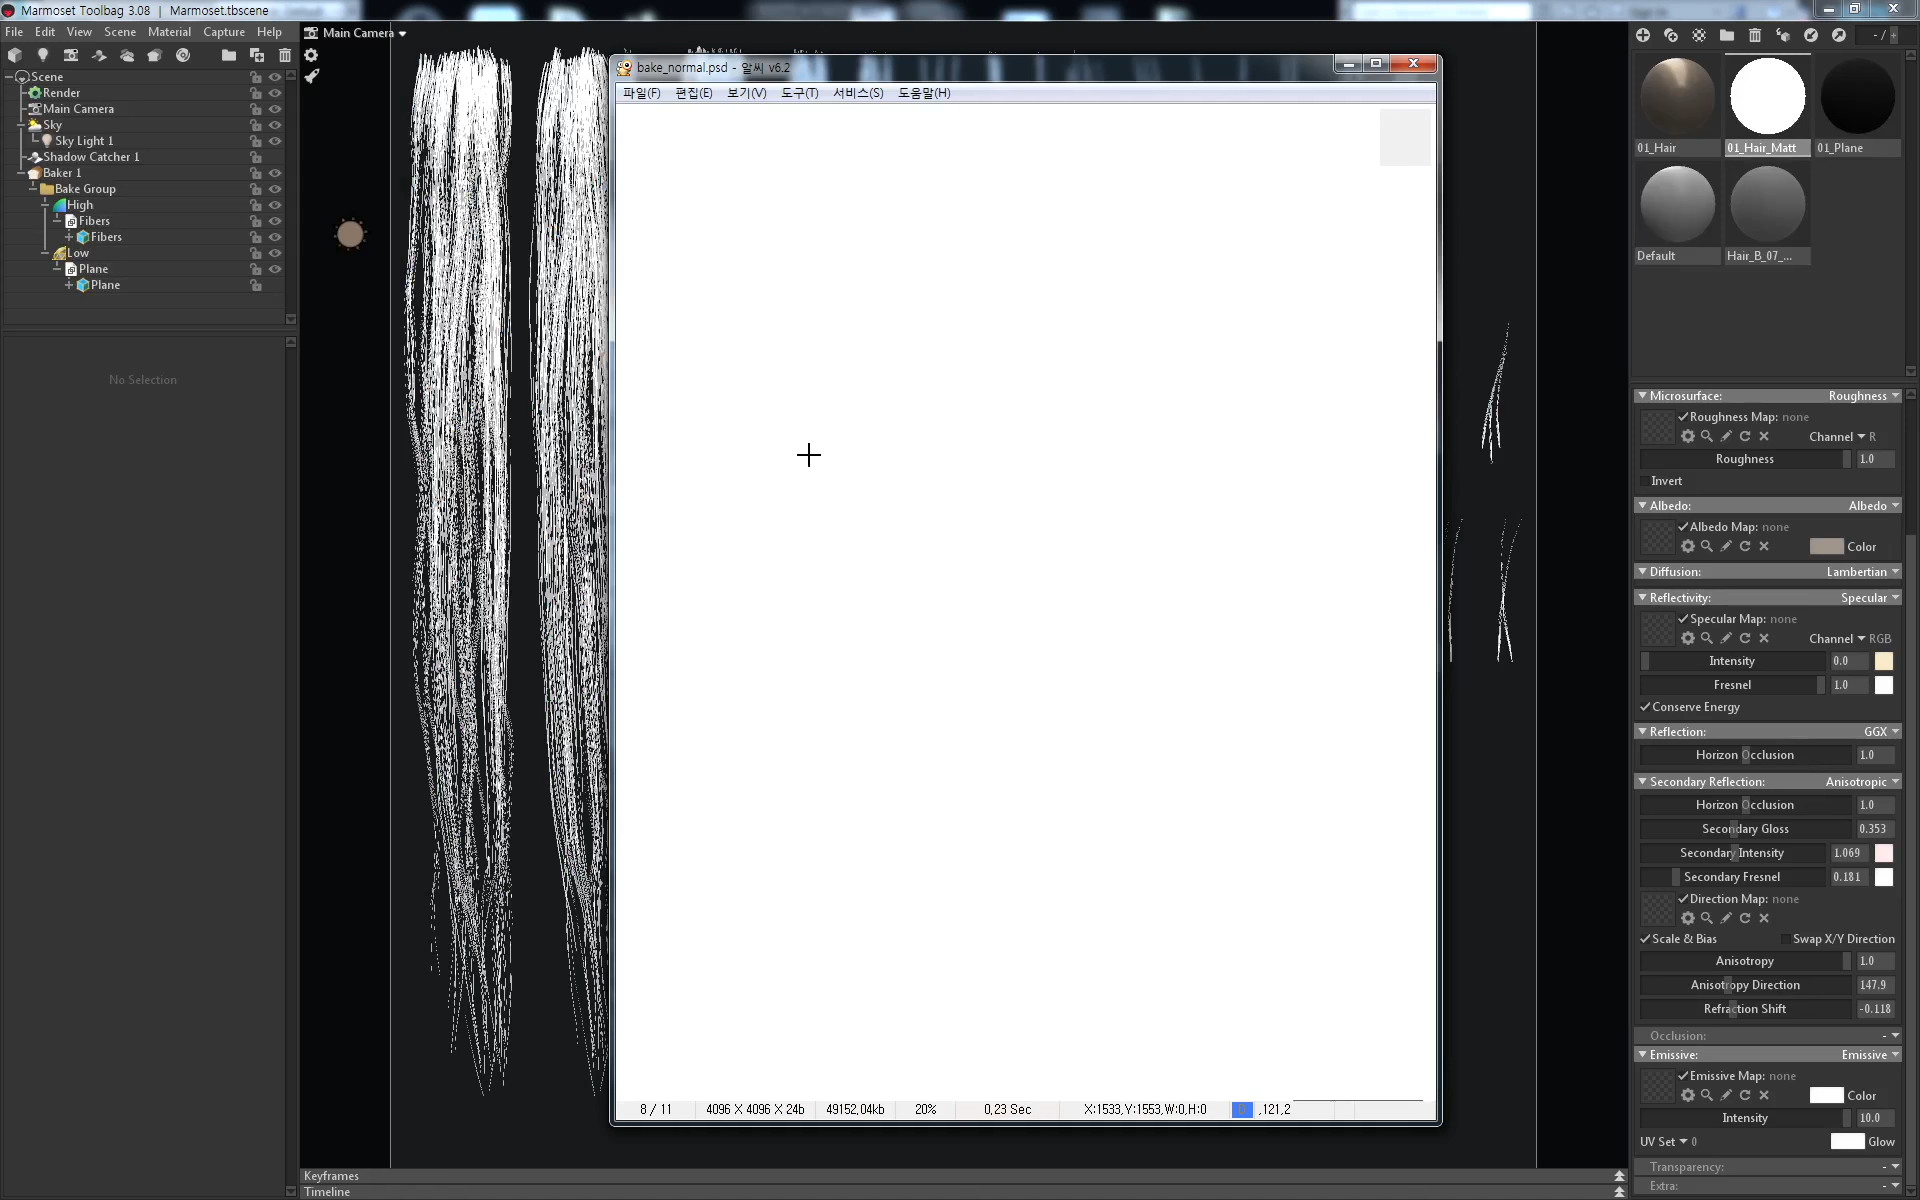 Marmoset Toolbag 3.08 | Marmoset.tbscene
File Edit View Scene Material Capture Help
Scene
Render
Main Camera
Sky
Sky Light 1
Shadow Catcher 1
Baker 1
Bake Group
High
Fibers
Fibers
Low
Plane
Plane
No Selection
Main Camera
bake_normal.psd - 알씨 v6.2
파일(F) 편집(E) 보기(V) 도구(T) 서비스(S) 도움말(H)
8 / 11 4096 X 4096 X 24b 49152,04kb 20% 0,23 Sec X:1533,Y:1553,W:0,H:0 ,121,2
Keyframes
Timeline
- / +
01_Hair 01_Hair_Matt 01_Plane
Default Hair_B_07_...
Microsurface: Roughness
Roughness Map: none
Channel R
Roughness 1.0
Invert
Albedo: Albedo
Albedo Map: none
Color
Diffusion: Lambertian
Reflectivity: Specular
Specular Map: none
Channel RGB
Intensity 0.0
Fresnel 1.0
Conserve Energy
Reflection: GGX
Horizon Occlusion 1.0
Secondary Reflection: Anisotropic
Horizon Occlusion 1.0
Secondary Gloss 0.353
Secondary Intensity 1.069
Secondary Fresnel 0.181
Direction Map: none
Scale & Bias Swap X/Y Direction
Anisotropy 1.0
Anisotropy Direction 147.9
Refraction Shift -0.118
Occlusion: -
Emissive: Emissive
Emissive Map: none
Color
Intensity 10.0
UV Set 0 Glow
Transparency: -
Extra: -